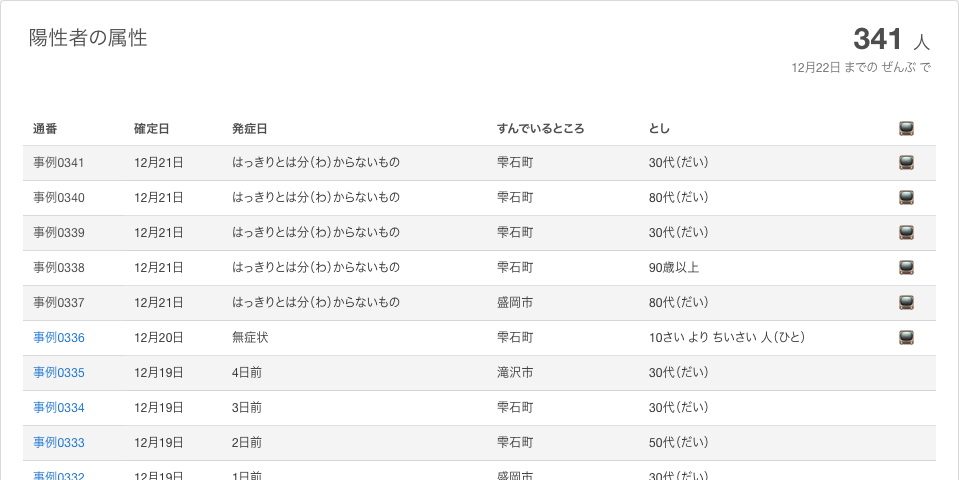 陽性者の属性
341 人
12月22日 までの ぜんぶ で
通番 確定日 発症日 すんでいるところ とし
事例0341 12月21日 はっきりとは分(わ)からないもの 雫石町 30代(だい)
事例0340 12月21日 はっきりとは分(わ)からないもの 雫石町 80代(だい)
事例0339 12月21日 はっきりとは分(わ)からないもの 雫石町 30代(だい)
事例0338 12月21日 はっきりとは分(わ)からないもの 雫石町 90歳以上
事例0337 12月21日 はっきりとは分(わ)からないもの 盛岡市 80代(だい)
事例0336 12月20日 無症状 雫石町 10さい より ちいさい 人(ひと)
事例0335 12月19日 4日前 滝沢市 30代(だい)
事例0334 12月19日 3日前 雫石町 30代(だい)
事例0333 12月19日 2日前 雫石町 50代(だい)
事例0332 12月19日 1日前 盛岡市 30代(だい)